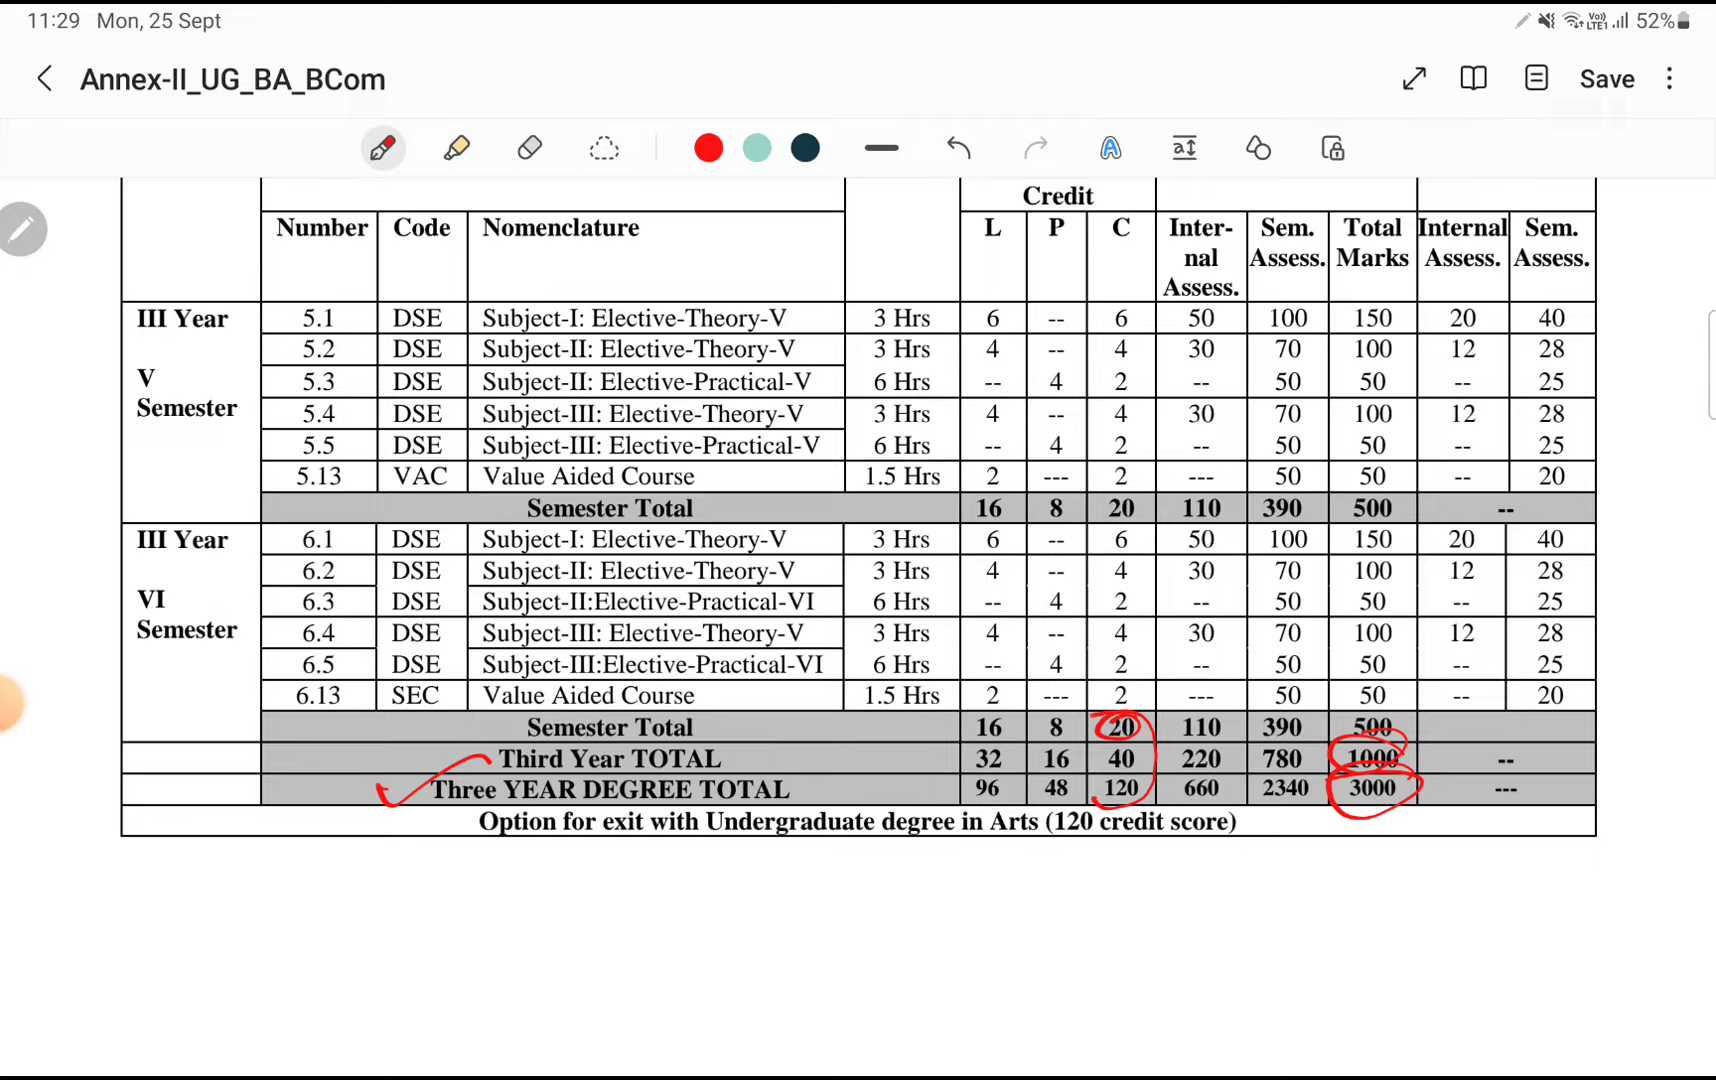 11:29 Mon, 25 Sept
Vo)) LTE1 52%
Annex-II_UG_BA_BCom
Save
Credit
Number Code Nomenclature L P C Inter-nal Assess. Sem. Assess. Total Marks Internal Assess. Sem. Assess.
III Year
V
Semester
5.1 DSE Subject-I: Elective-Theory-V 3 Hrs 6 -- 6 50 100 150 20 40
5.2 DSE Subject-II: Elective-Theory-V 3 Hrs 4 -- 4 30 70 100 12 28
5.3 DSE Subject-II: Elective-Practical-V 6 Hrs -- 4 2 -- 50 50 -- 25
5.4 DSE Subject-III: Elective-Theory-V 3 Hrs 4 -- 4 30 70 100 12 28
5.5 DSE Subject-III: Elective-Practical-V 6 Hrs -- 4 2 -- 50 50 -- 25
5.13 VAC Value Aided Course 1.5 Hrs 2 --- 2 --- 50 50 -- 20
Semester Total 16 8 20 110 390 500 --
III Year
VI
Semester
6.1 DSE Subject-I: Elective-Theory-V 3 Hrs 6 -- 6 50 100 150 20 40
6.2 DSE Subject-II: Elective-Theory-V 3 Hrs 4 -- 4 30 70 100 12 28
6.3 DSE Subject-II:Elective-Practical-VI 6 Hrs -- 4 2 -- 50 50 -- 25
6.4 DSE Subject-III: Elective-Theory-V 3 Hrs 4 -- 4 30 70 100 12 28
6.5 DSE Subject-III:Elective-Practical-VI 6 Hrs -- 4 2 -- 50 50 -- 25
6.13 SEC Value Aided Course 1.5 Hrs 2 --- 2 --- 50 50 -- 20
Semester Total 16 8 20 110 390 500
Third Year TOTAL 32 16 40 220 780 1000 --
Three YEAR DEGREE TOTAL 96 48 120 660 2340 3000 ---
Option for exit with Undergraduate degree in Arts (120 credit score)